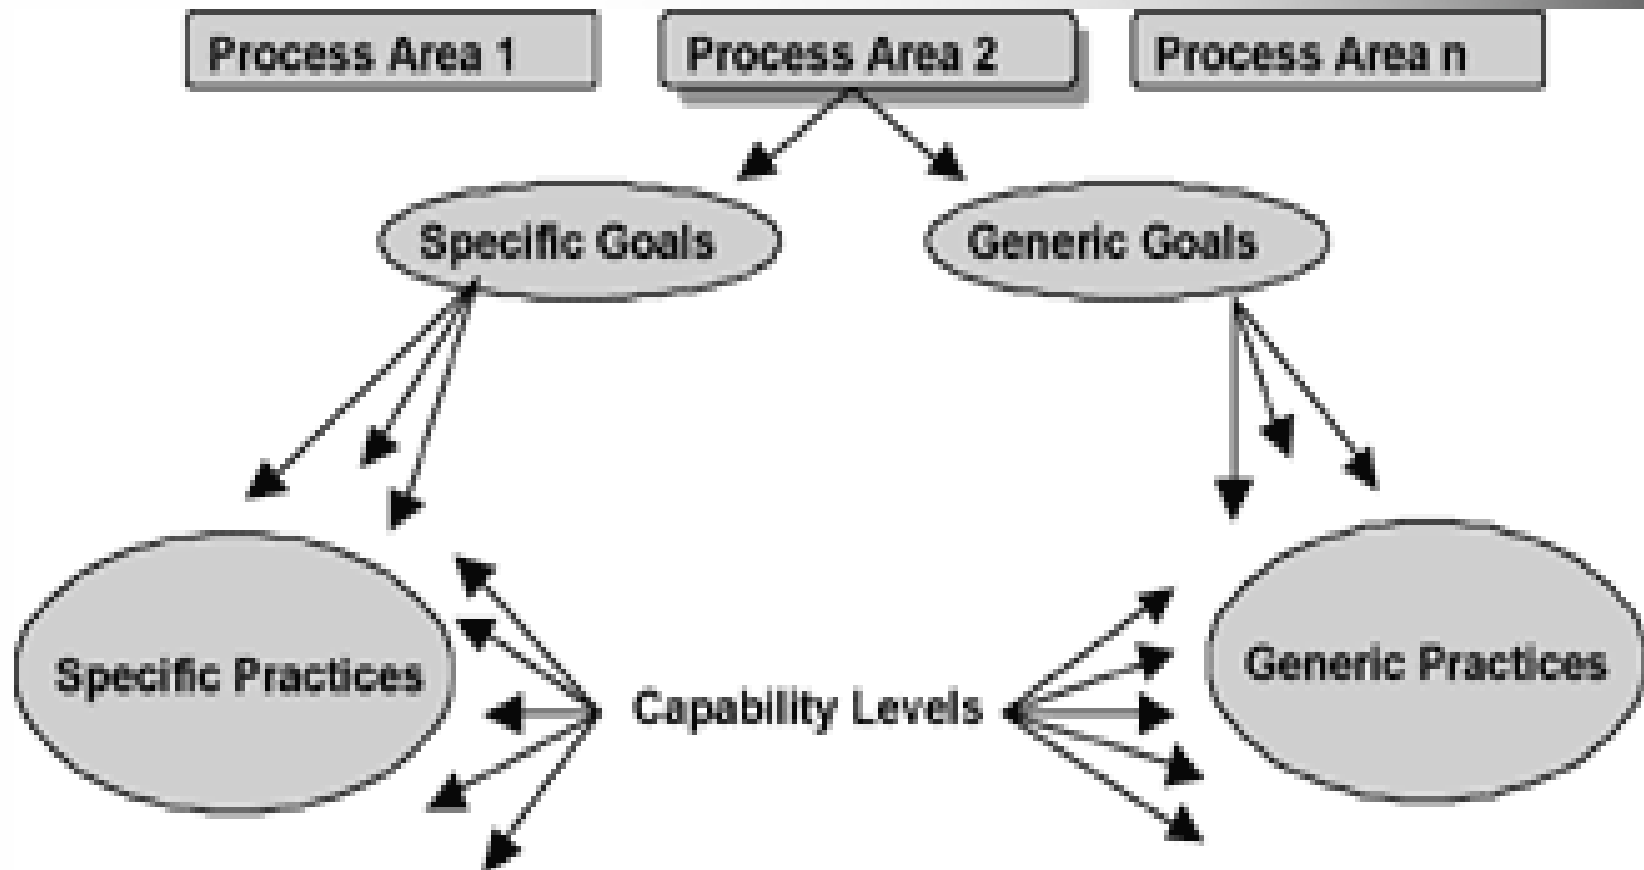 Process Area 1
Process Area 2
Process Area n
Specific Goals
Generic Goals
Specific Practices
Capability Levels
Generic Practices